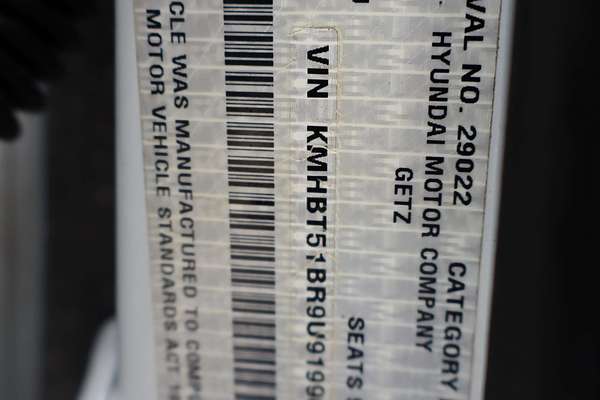 VAL NO. 29022 CATEGORY
HYUNDAI MOTOR COMPANY
GETZ
SEATS
VIN KMHBT51BR9U9199
CLE WAS MANUFACTURED TO COMP
MOTOR VEHICLE STANDARDS ACT 19